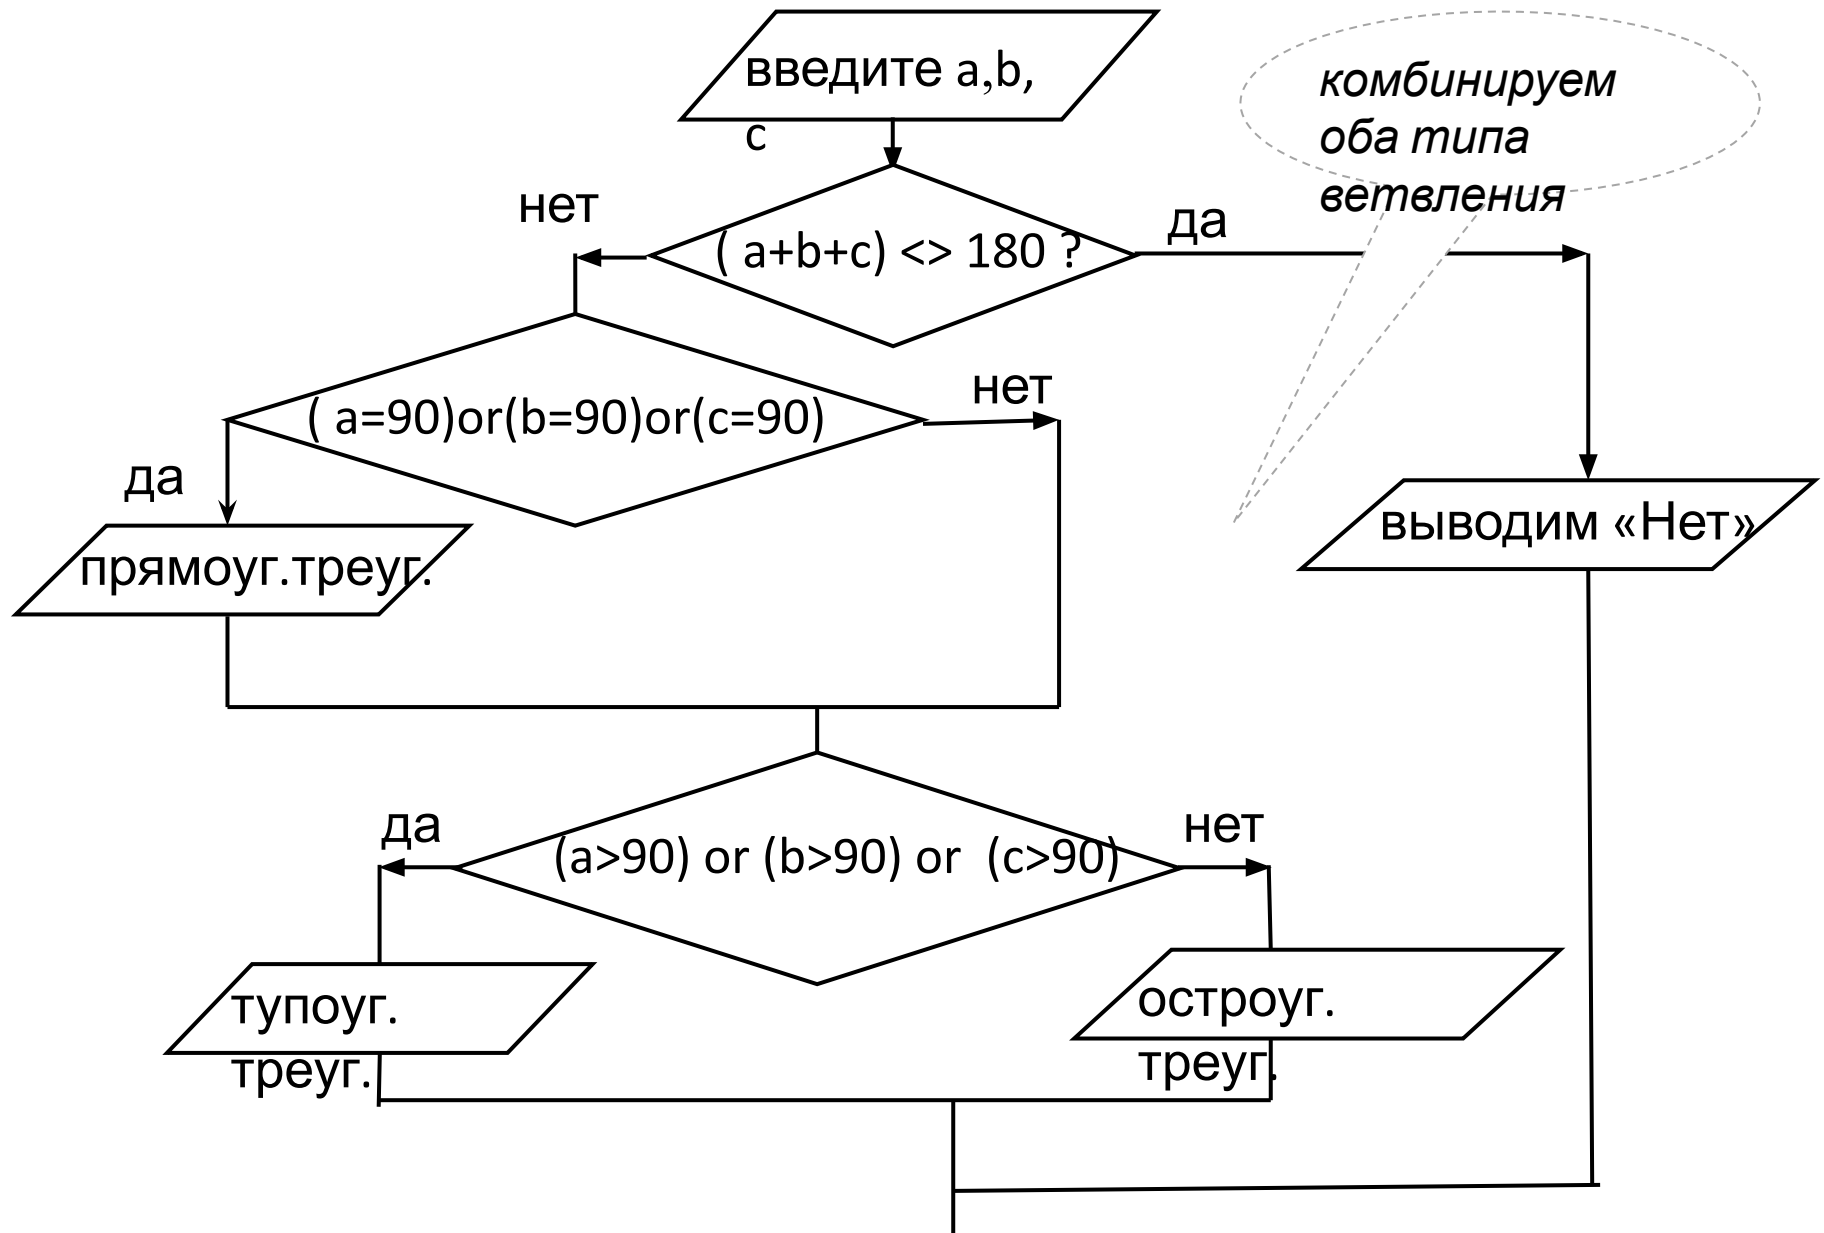 введите a,b,
c
комбинируем
оба типа
ветвления
нет
да
( a+b+c) <> 180 ?
нет
( a=90)or(b=90)or(c=90)
да
выводим «Нет»
прямоуг.треуг.
да
нет
(a>90) or (b>90) or (c>90)
тупоуг.
треуг.
остроуг.
треуг.